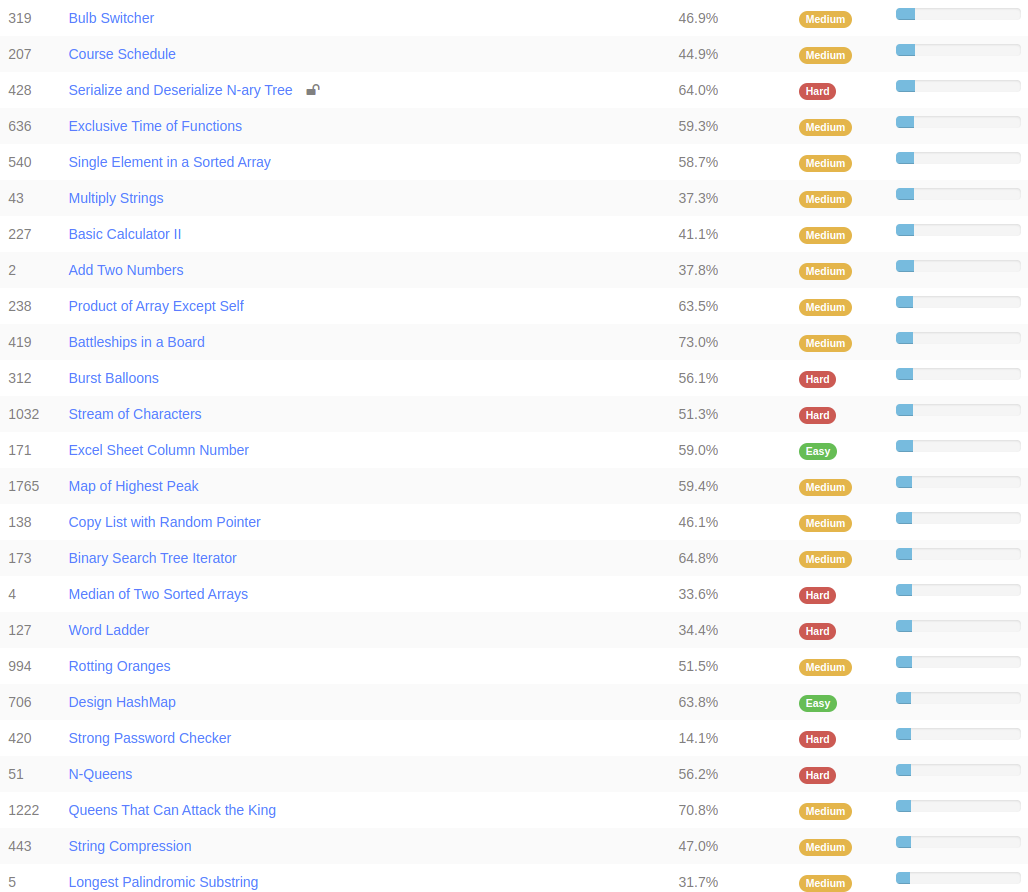 319 Bulb Switcher 46.9% Medium
207 Course Schedule 44.9% Medium
428 Serialize and Deserialize N-ary Tree 64.0% Hard
636 Exclusive Time of Functions 59.3% Medium
540 Single Element in a Sorted Array 58.7% Medium
43 Multiply Strings 37.3% Medium
227 Basic Calculator II 41.1% Medium
2 Add Two Numbers 37.8% Medium
238 Product of Array Except Self 63.5% Medium
419 Battleships in a Board 73.0% Medium
312 Burst Balloons 56.1% Hard
1032 Stream of Characters 51.3% Hard
171 Excel Sheet Column Number 59.0% Easy
1765 Map of Highest Peak 59.4% Medium
138 Copy List with Random Pointer 46.1% Medium
173 Binary Search Tree Iterator 64.8% Medium
4 Median of Two Sorted Arrays 33.6% Hard
127 Word Ladder 34.4% Hard
994 Rotting Oranges 51.5% Medium
706 Design HashMap 63.8% Easy
420 Strong Password Checker 14.1% Hard
51 N-Queens 56.2% Hard
1222 Queens That Can Attack the King 70.8% Medium
443 String Compression 47.0% Medium
5 Longest Palindromic Substring 31.7% Medium